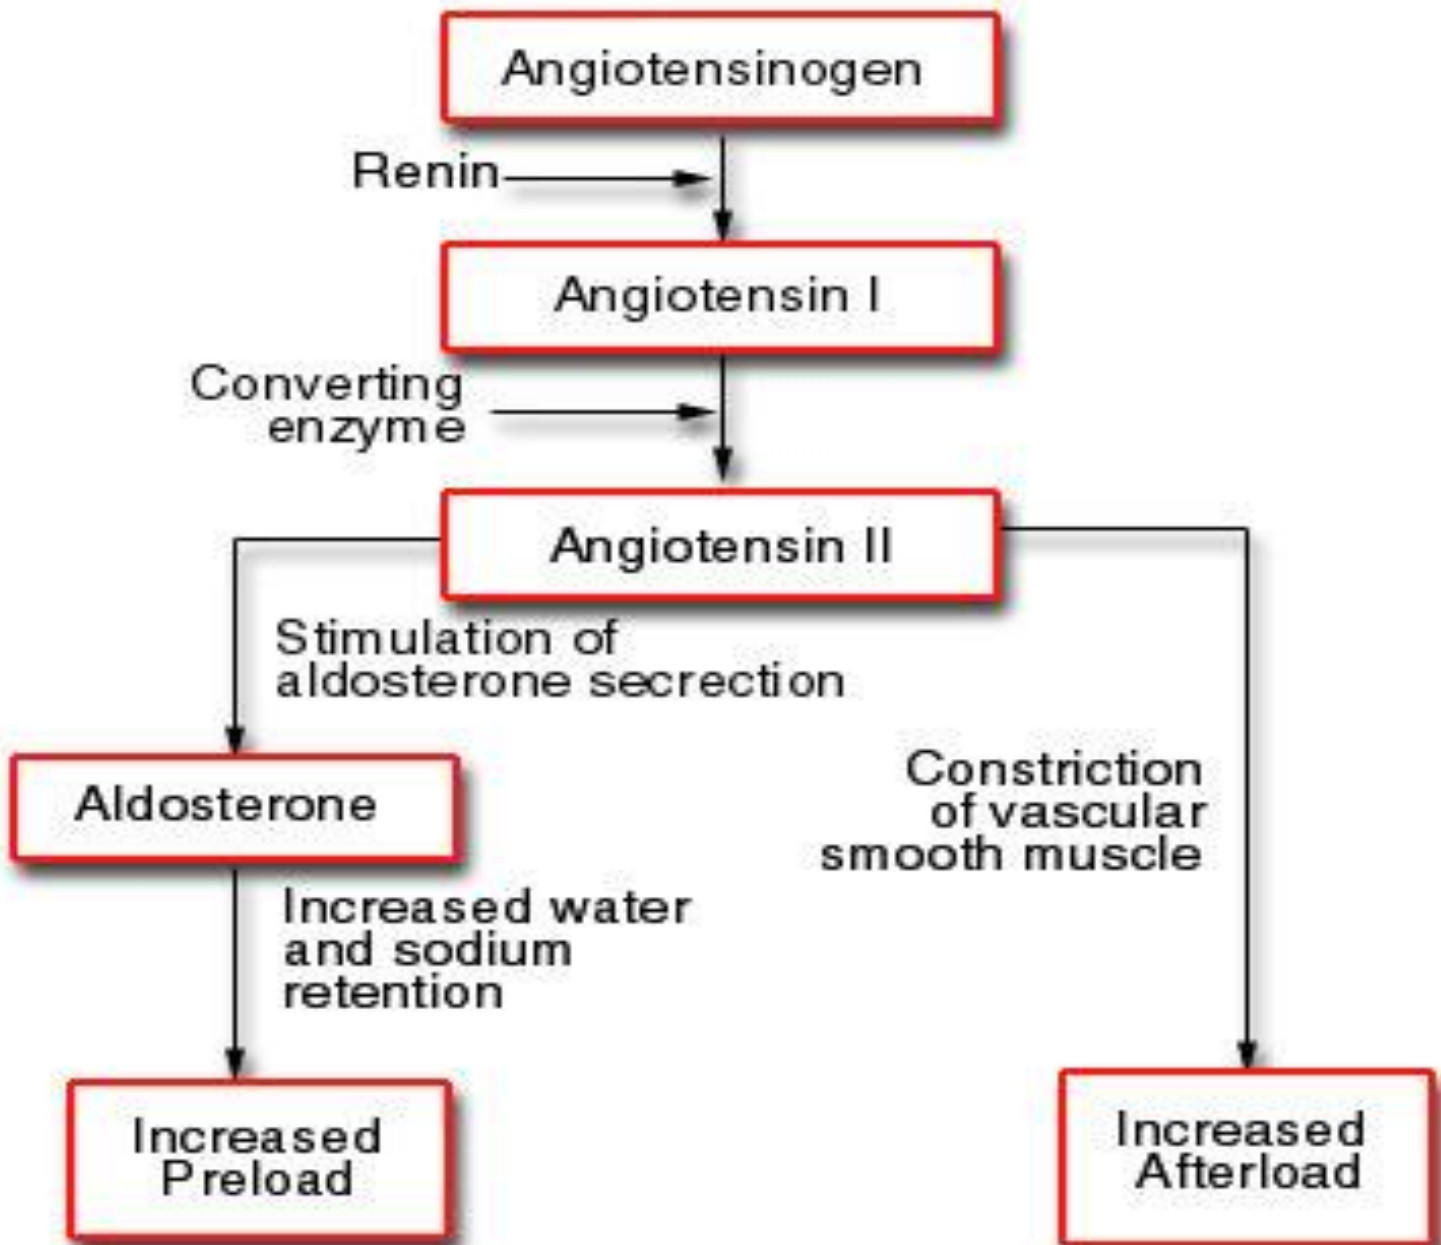 Angiotensinogen
Renin
Angiotensin I
Converting
enzyme
Angiotensin II
Stimulation of
aldosterone secrection
Aldosterone
Constriction
of vascular
smooth muscle
Increased water
and sodium
retention
Increased
Preload
Increased
Afterload